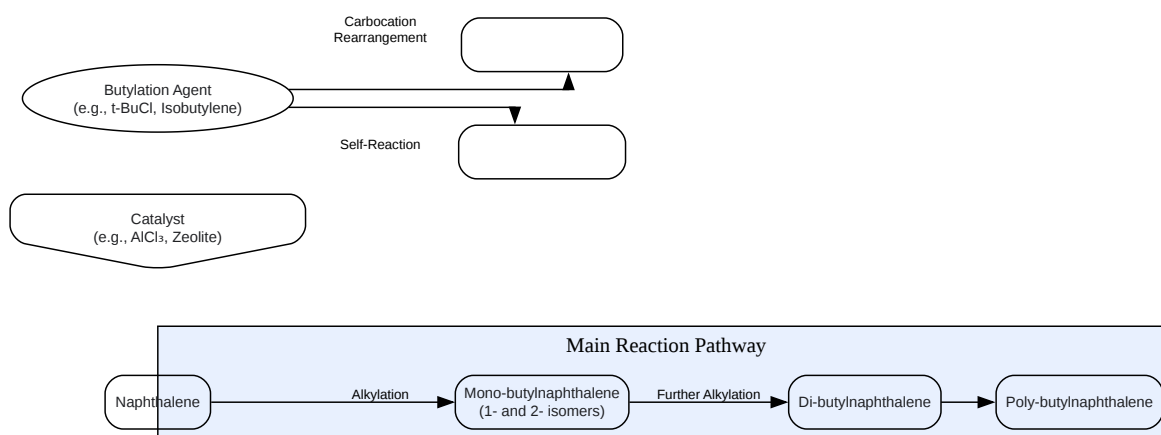 Carbocation
Rearrangement
Butylation Agent
(e.g., t-BuCl, Isobutylene)
Self-Reaction
Catalyst
(e.g., AlCl₃, Zeolite)
Main Reaction Pathway
Naphthalene
Alkylation
Mono-butylnaphthalene
(1- and 2- isomers)
Further Alkylation
Di-butylnaphthalene
Poly-butylnaphthalene